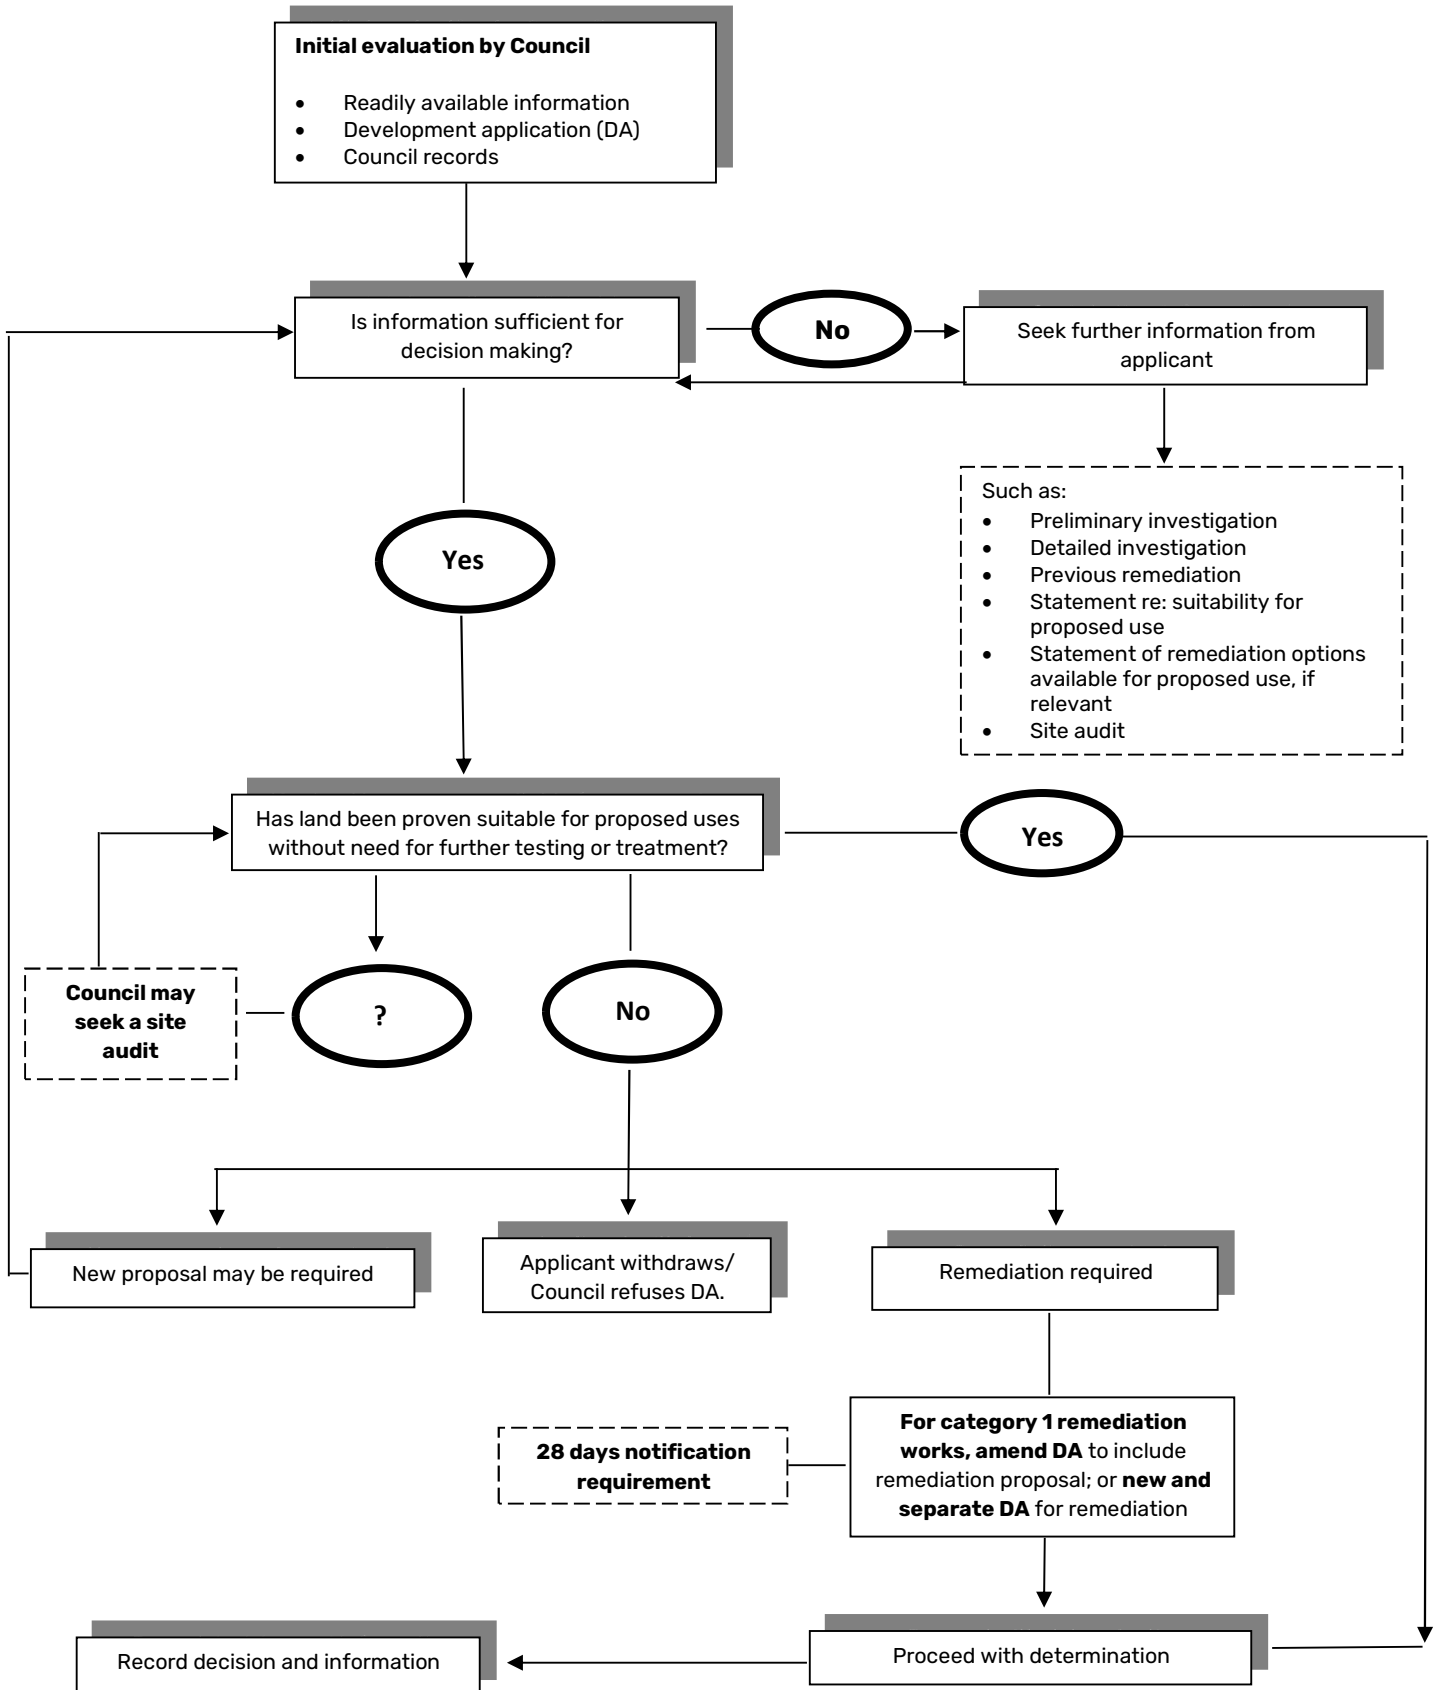 Initial evaluation by Council
• Readily available information
• Development application (DA)
• Council records
Is information sufficient for
decision making?
No
Seek further information from
applicant
Such as:
• Preliminary investigation
• Detailed investigation
• Previous remediation
• Statement re: suitability for
proposed use
• Statement of remediation options
available for proposed use, if
relevant
• Site audit
Yes
Has land been proven suitable for proposed uses
without need for further testing or treatment?
Yes
Council may
seek a site
audit
?
No
New proposal may be required
Applicant withdraws/
Council refuses DA.
Remediation required
28 days notification
requirement
For category 1 remediation
works, amend DA to include
remediation proposal; or new and
separate DA for remediation
Record decision and information
Proceed with determination